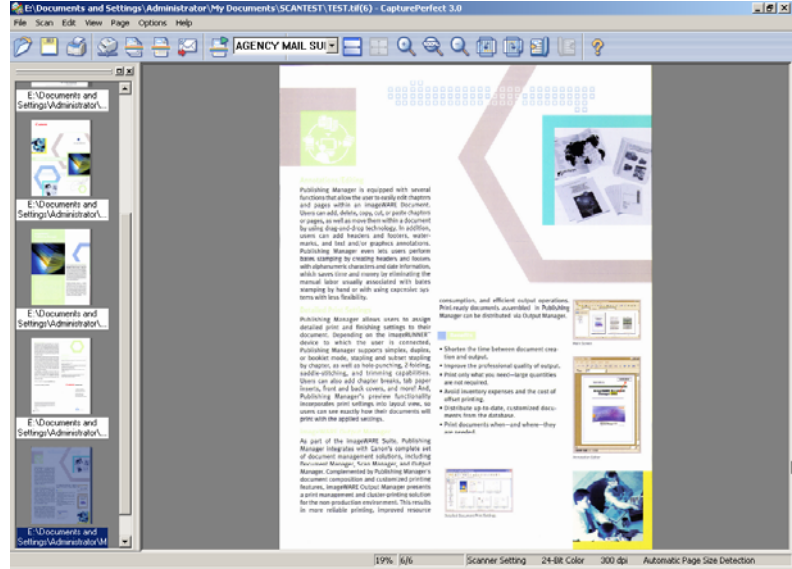 E:\Documents and Settings\Administrator\My Documents\SCANTEST\TEST.tif(6) - CapturePerfect 3.0
File Scan Edit View Page Options Help
AGENCY MAIL SUI
E:\Documents and
Settings\Administrator\...
E:\Documents and
Settings\Administrator\...
E:\Documents and
Settings\Administrator\...
E:\Documents and
Settings\Administrator\...
E:\Documents and
Settings\Administrator\M
Publishing Manager is equipped with several
functions that allow the user to easily edit chapters
and pages within an imageWARE Document.
Users can add, delete, copy, cut, or paste chapters
or pages, as well as move them within a document
by using drag-and-drop technology. In addition,
users can add headers and footers, water-
marks, and text and/or graphics annotations.
Publishing Manager even lets users perform
bates stamping by creating headers and footers
with alphanumeric characters and date information,
which saves time and money by eliminating the
manual labor usually associated with bates
stamping by hand or with using expensive sys-
tems with less flexibility.
Publishing Manager allows users to assign
detailed print and finishing settings to their
document. Depending on the imageRUNNER
device to which the user is connected,
Publishing Manager supports simplex, duplex,
or booklet mode, stapling and subset stapling
by chapter, as well as hole-punching, Z-folding,
saddle-stitching, and trimming capabilities.
Users can also add chapter breaks, tab paper
inserts, front and back covers, and more! And,
Publishing Manager's preview functionality
incorporates print settings into layout view, so
users can see exactly how their documents will
print with the applied settings.
As part of the imageWARE Suite, Publishing
Manager integrates with Canon's complete set
of document management solutions, including
Document Manager, Scan Manager, and Output
Manager. Complemented by Publishing Manager's
document composition and customized printing
features, imageWARE Output Manager presents
a print management and cluster-printing solution
for the non-production environment. This results
in more reliable printing, improved resource
consumption, and efficient output operations.
Print-ready documents assembled in Publishing
Manager can be distributed via Output Manager.
• Shorten the time between document crea-
tion and output.
• Improve the professional quality of output.
• Print only what you need—large quantities
are not required.
• Avoid inventory expenses and the cost of
offset printing.
• Distribute up-to-date, customized docu-
ments from the database.
• Print documents when—and where—they
are needed.
19% 6/6 Scanner Setting 24-Bit Color 300 dpi Automatic Page Size Detection